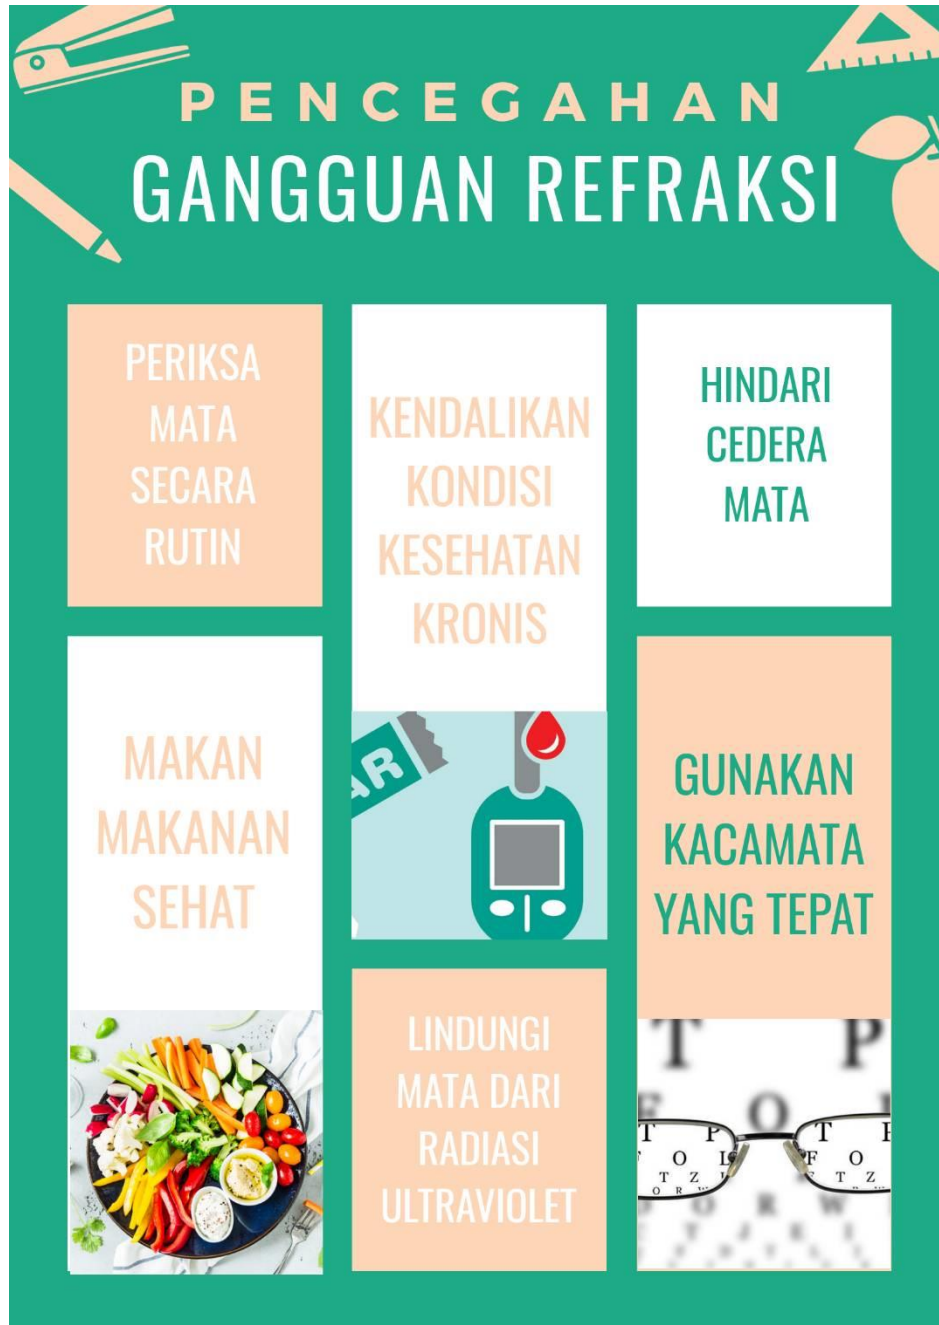 PENCEGAHAN
GANGGUAN REFRAKSI
PERIKSA
MATA
SECARA
RUTIN
KENDALIKAN
KONDISI
KESEHATAN
KRONIS
HINDARI
CEDERA
MATA
MAKAN
MAKANAN
SEHAT
AR
GUNAKAN
KACAMATA
YANG TEPAT
LINDUNGI
MATA DARI
RADIASI
ULTRAVIOLET
T P
F O
T P T F
O L F O
T Z T Z
O R W
O R W
T J E I